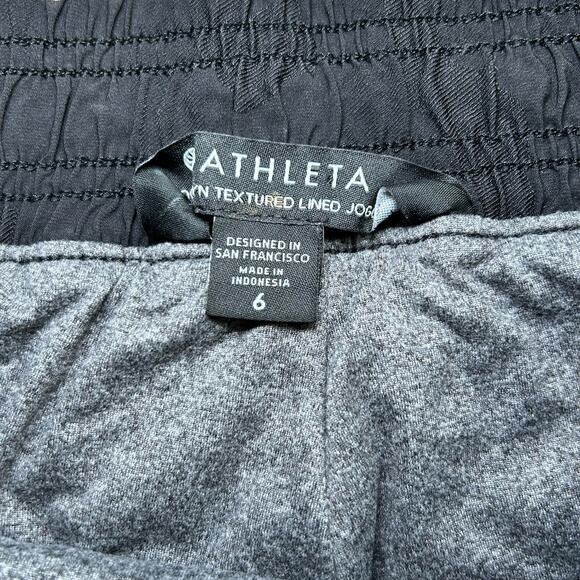 ATHLETA
TEXTURED LINED
DESIGNED IN
SAN FRANCISCO
MADE IN
INDONESIA
6